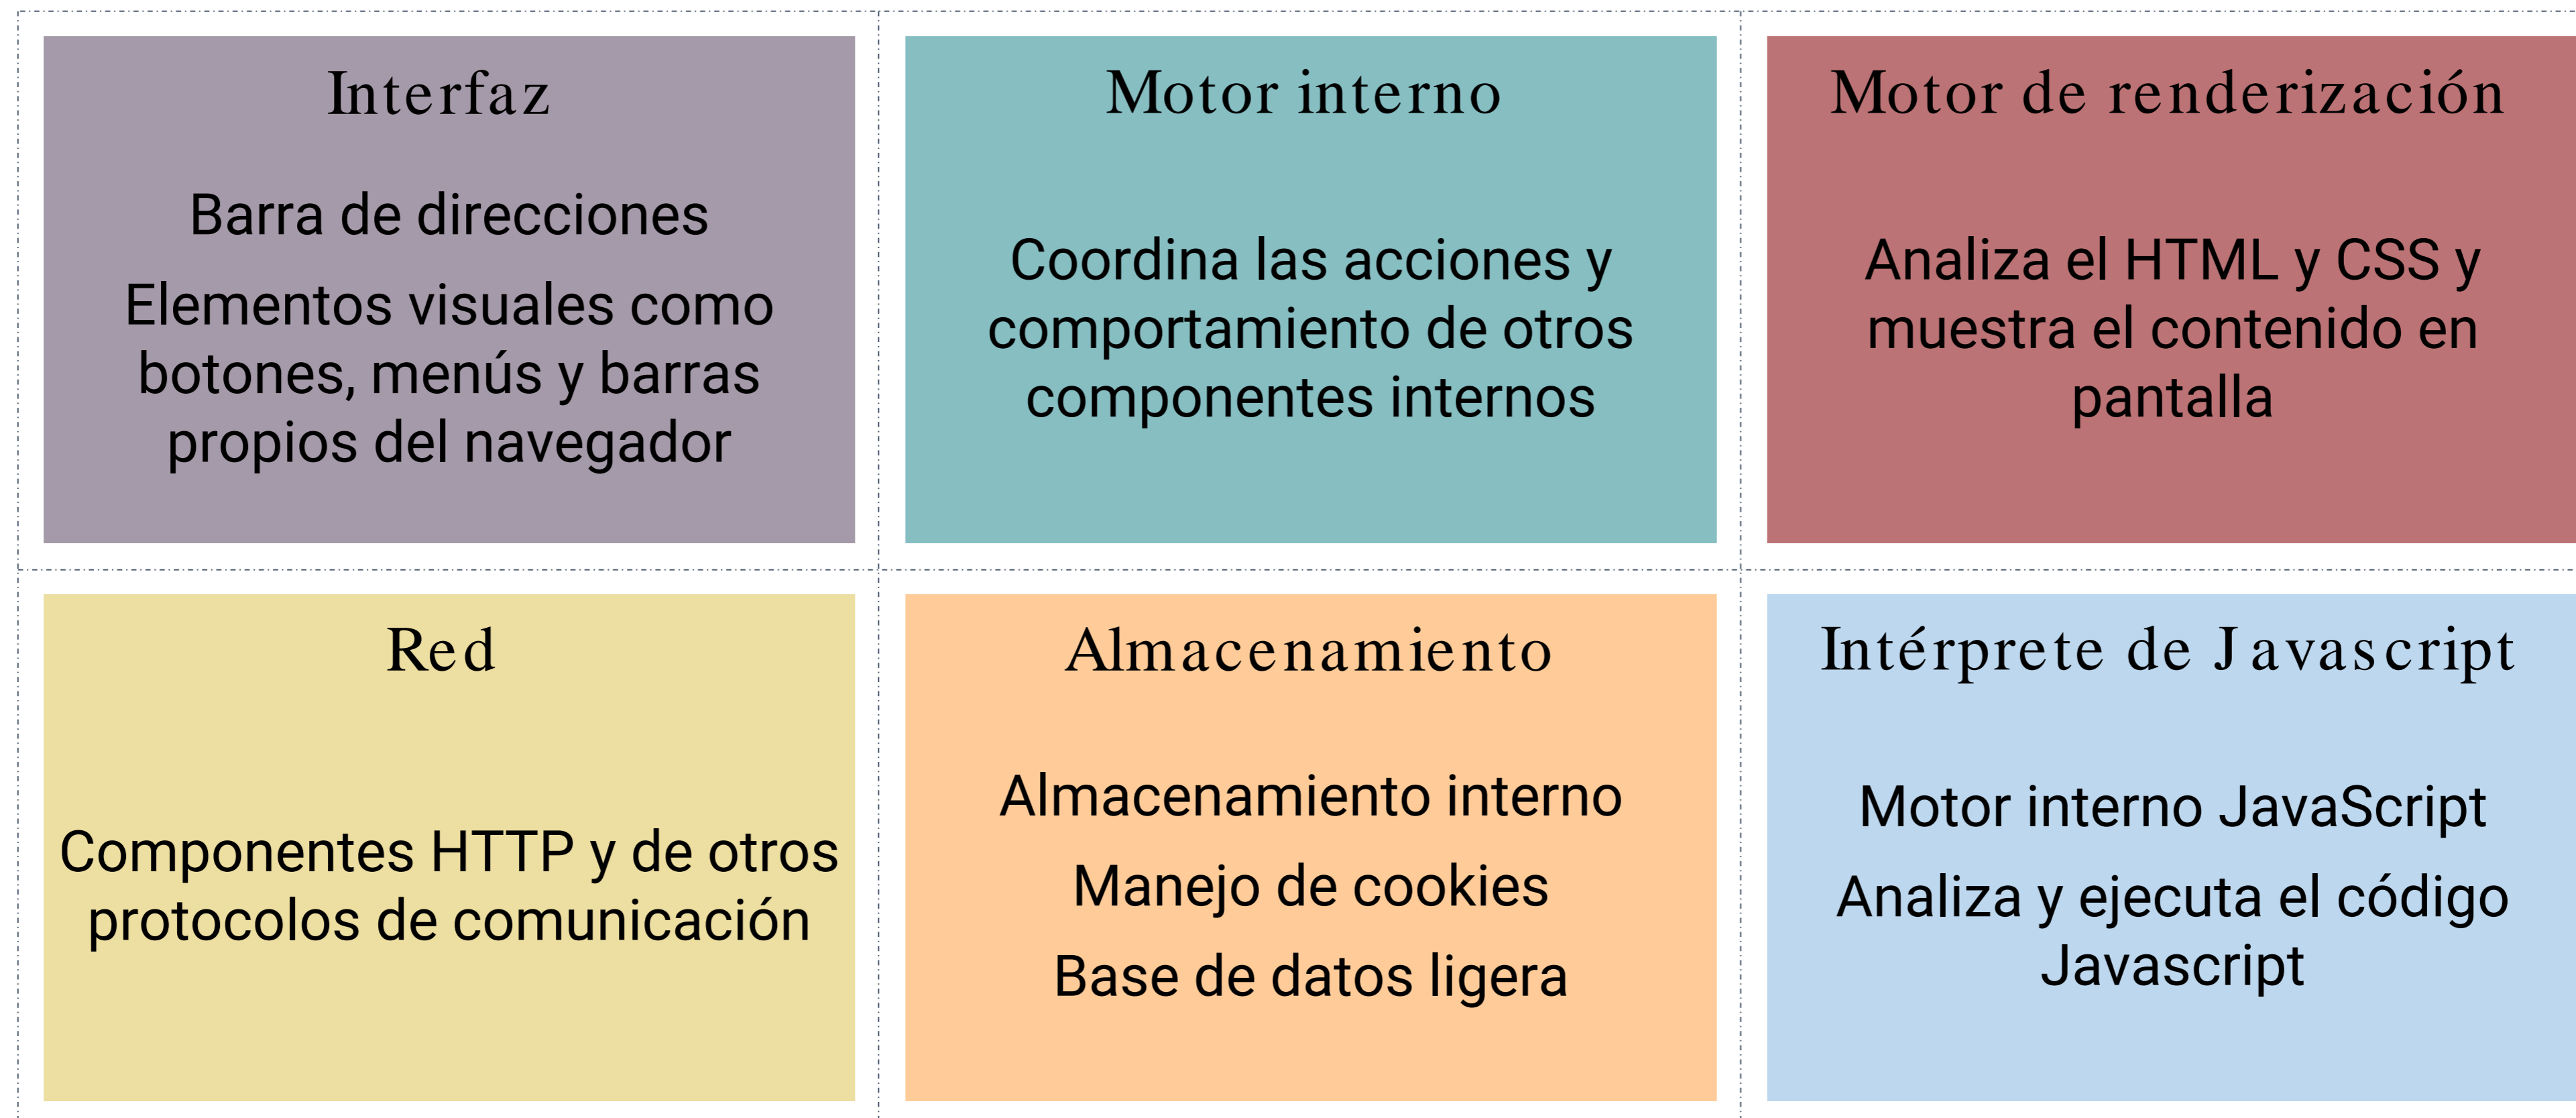 Interfaz
Barra de direcciones
Elementos visuales como
botones, menús y barras
propios del navegador
Motor interno
Coordina las acciones y
comportamiento de otros
componentes internos
Motor de renderización
Analiza el HTML y CSS y
muestra el contenido en
pantalla
Red
Componentes HTTP y de otros
protocolos de comunicación
Almacenamiento
Almacenamiento interno
Manejo de cookies
Base de datos ligera
Intérprete de Javascript
Motor interno JavaScript
Analiza y ejecuta el código
Javascript